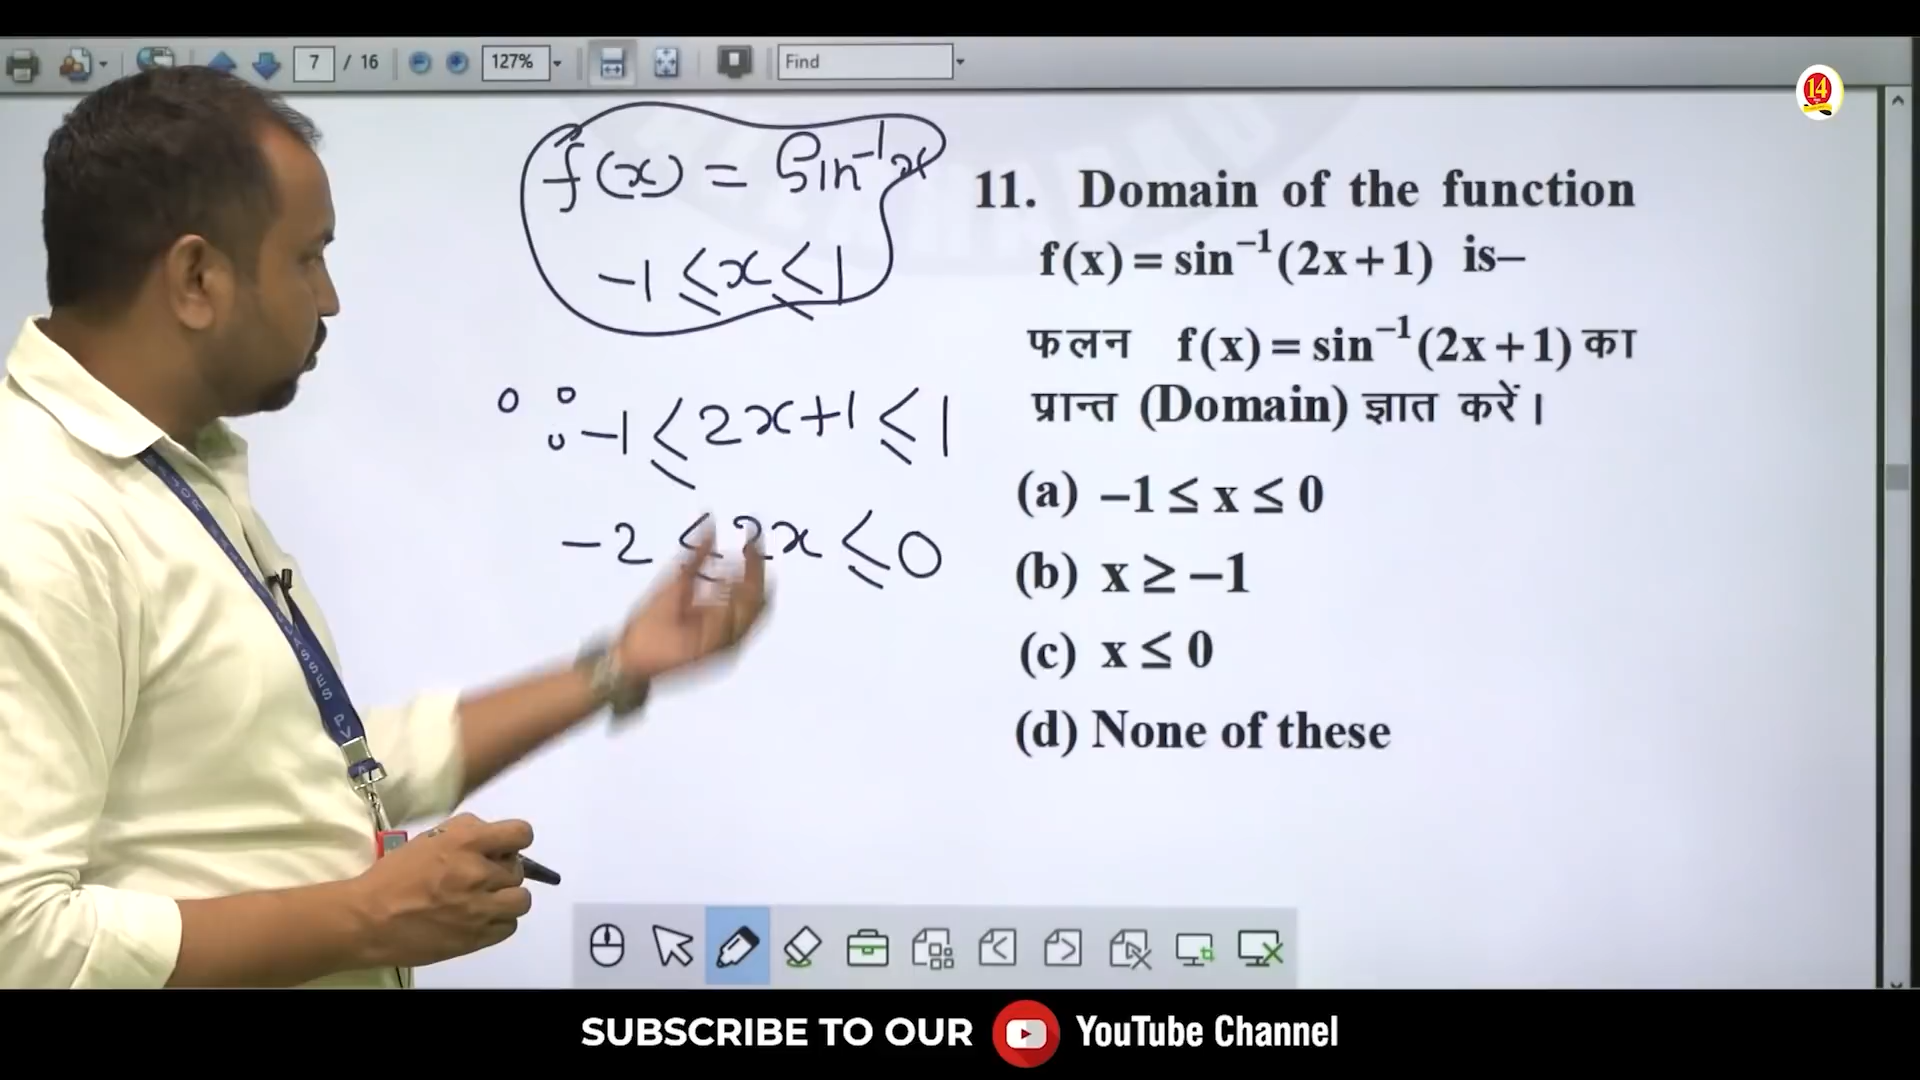 7 / 16 127% Find
14
f(x) = Sin⁻¹x
-1 ≤ x ≤ 1
∴ -1 ≤ 2x+1 ≤ 1
-2 ≤ 2x ≤ 0
11. Domain of the function
f(x) = sin⁻¹(2x+1) is–
फलन f(x) = sin⁻¹(2x+1) का
प्रान्त (Domain) ज्ञात करें।
(a) –1 ≤ x ≤ 0
(b) x ≥ –1
(c) x ≤ 0
(d) None of these
SUBSCRIBE TO OUR YouTube Channel